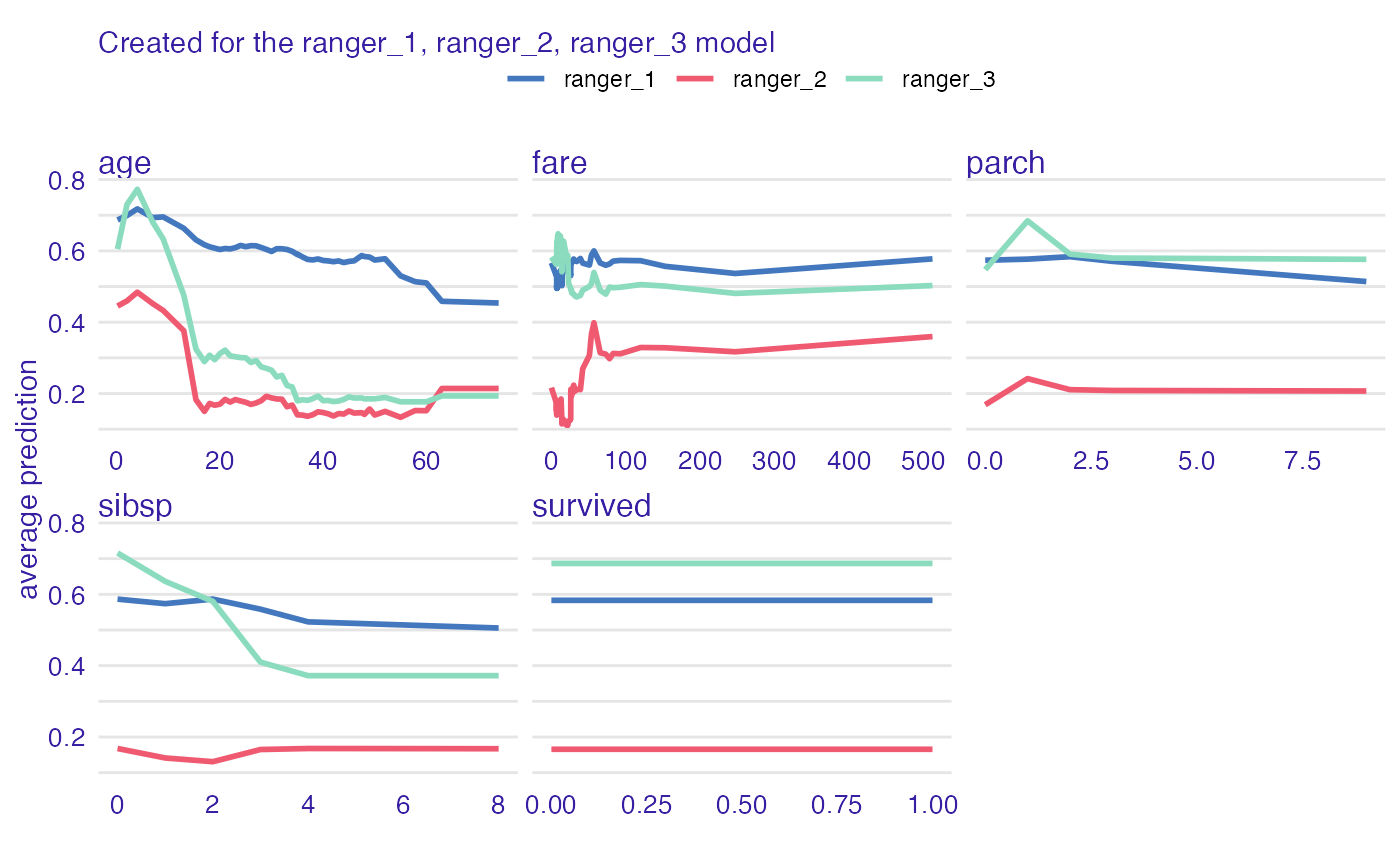 Created for the ranger_1, ranger_2, ranger_3 model
ranger_1 ranger_2 ranger_3
age fare parch
0.8
0.6
0.4
0.2
0 20 40 60 0 100 200 300 400 500 0.0 2.5 5.0 7.5
average prediction
sibsp survived
0.8
0.6
0.4
0.2
0 2 4 6 8 0.00 0.25 0.50 0.75 1.00